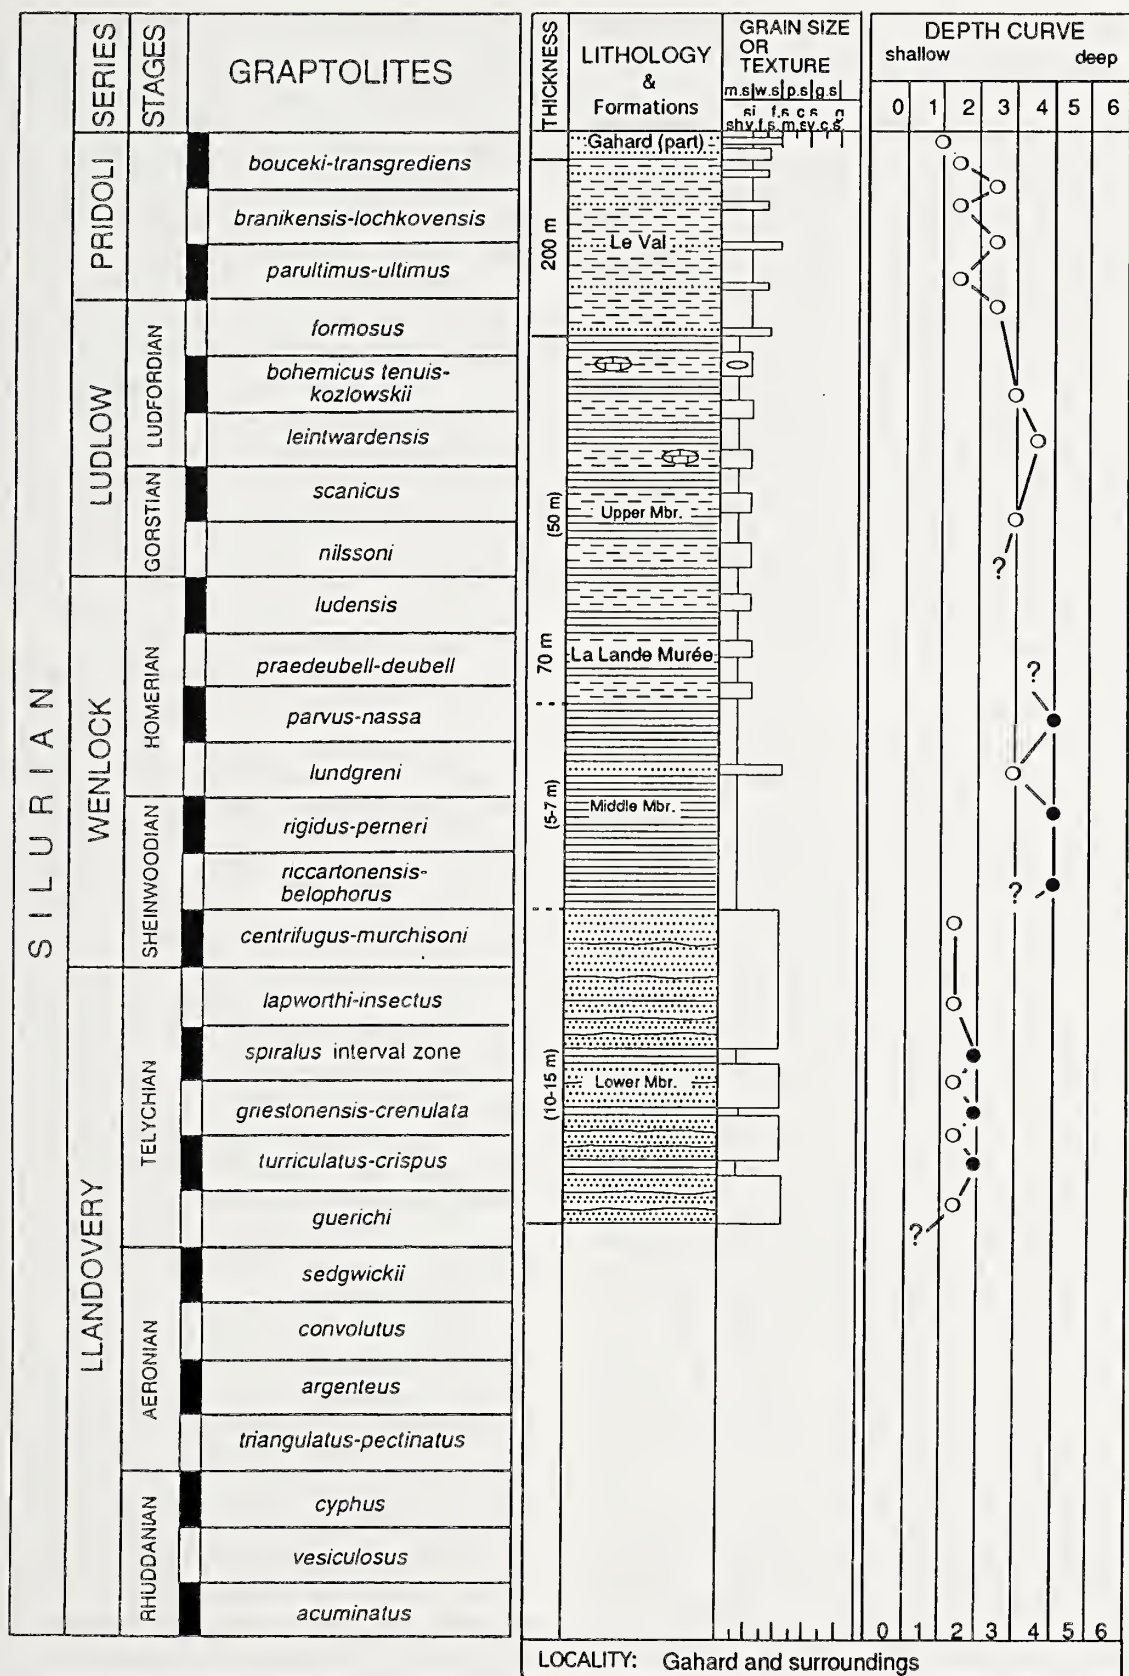 SERIES
STAGES
GRAPTOLITES
THICKNESS
LITHOLOGY
&
Formations
GRAIN SIZE
OR
TEXTURE
m.s|w.s|p.s|g.s|
DEPTH CURVE
shallow deep
0 1 2 3 4 5 6
SILURIAN
PRIDOLI
bouceki-transgrediens
branikensis-lochkovensis
parultimus-ultimus
LUDLOW
LUDFORDIAN
formosus
bohemicus tenuis-
kozlowskii
leintwardensis
GORSTIAN
scanicus
nilssoni
WENLOCK
HOMERIAN
ludensis
praedeubell-deubell
parvus-nassa
lundgreni
SHEINWOODIAN
rigidus-perneri
riccartonensis-
belophorus
centrifugus-murchisoni
LLANDOVERY
TELYCHIAN
lapworthi-insectus
spiralus interval zone
griestonensis-crenulata
turriculatus-crispus
guerichi
AERONIAN
sedgwickii
convolutus
argenteus
triangulatus-pectinatus
RHUDDANIAN
cyphus
vesiculosus
acuminatus
Gahard (part)
200 m
Le Val
(50 m)
Upper Mbr.
70 m
La Lande Murée
(5-7 m)
Middle Mbr.
(10-15 m)
Lower Mbr.
?
?
?
?
0 1 2 3 4 5 6
LOCALITY: Gahard and surroundings